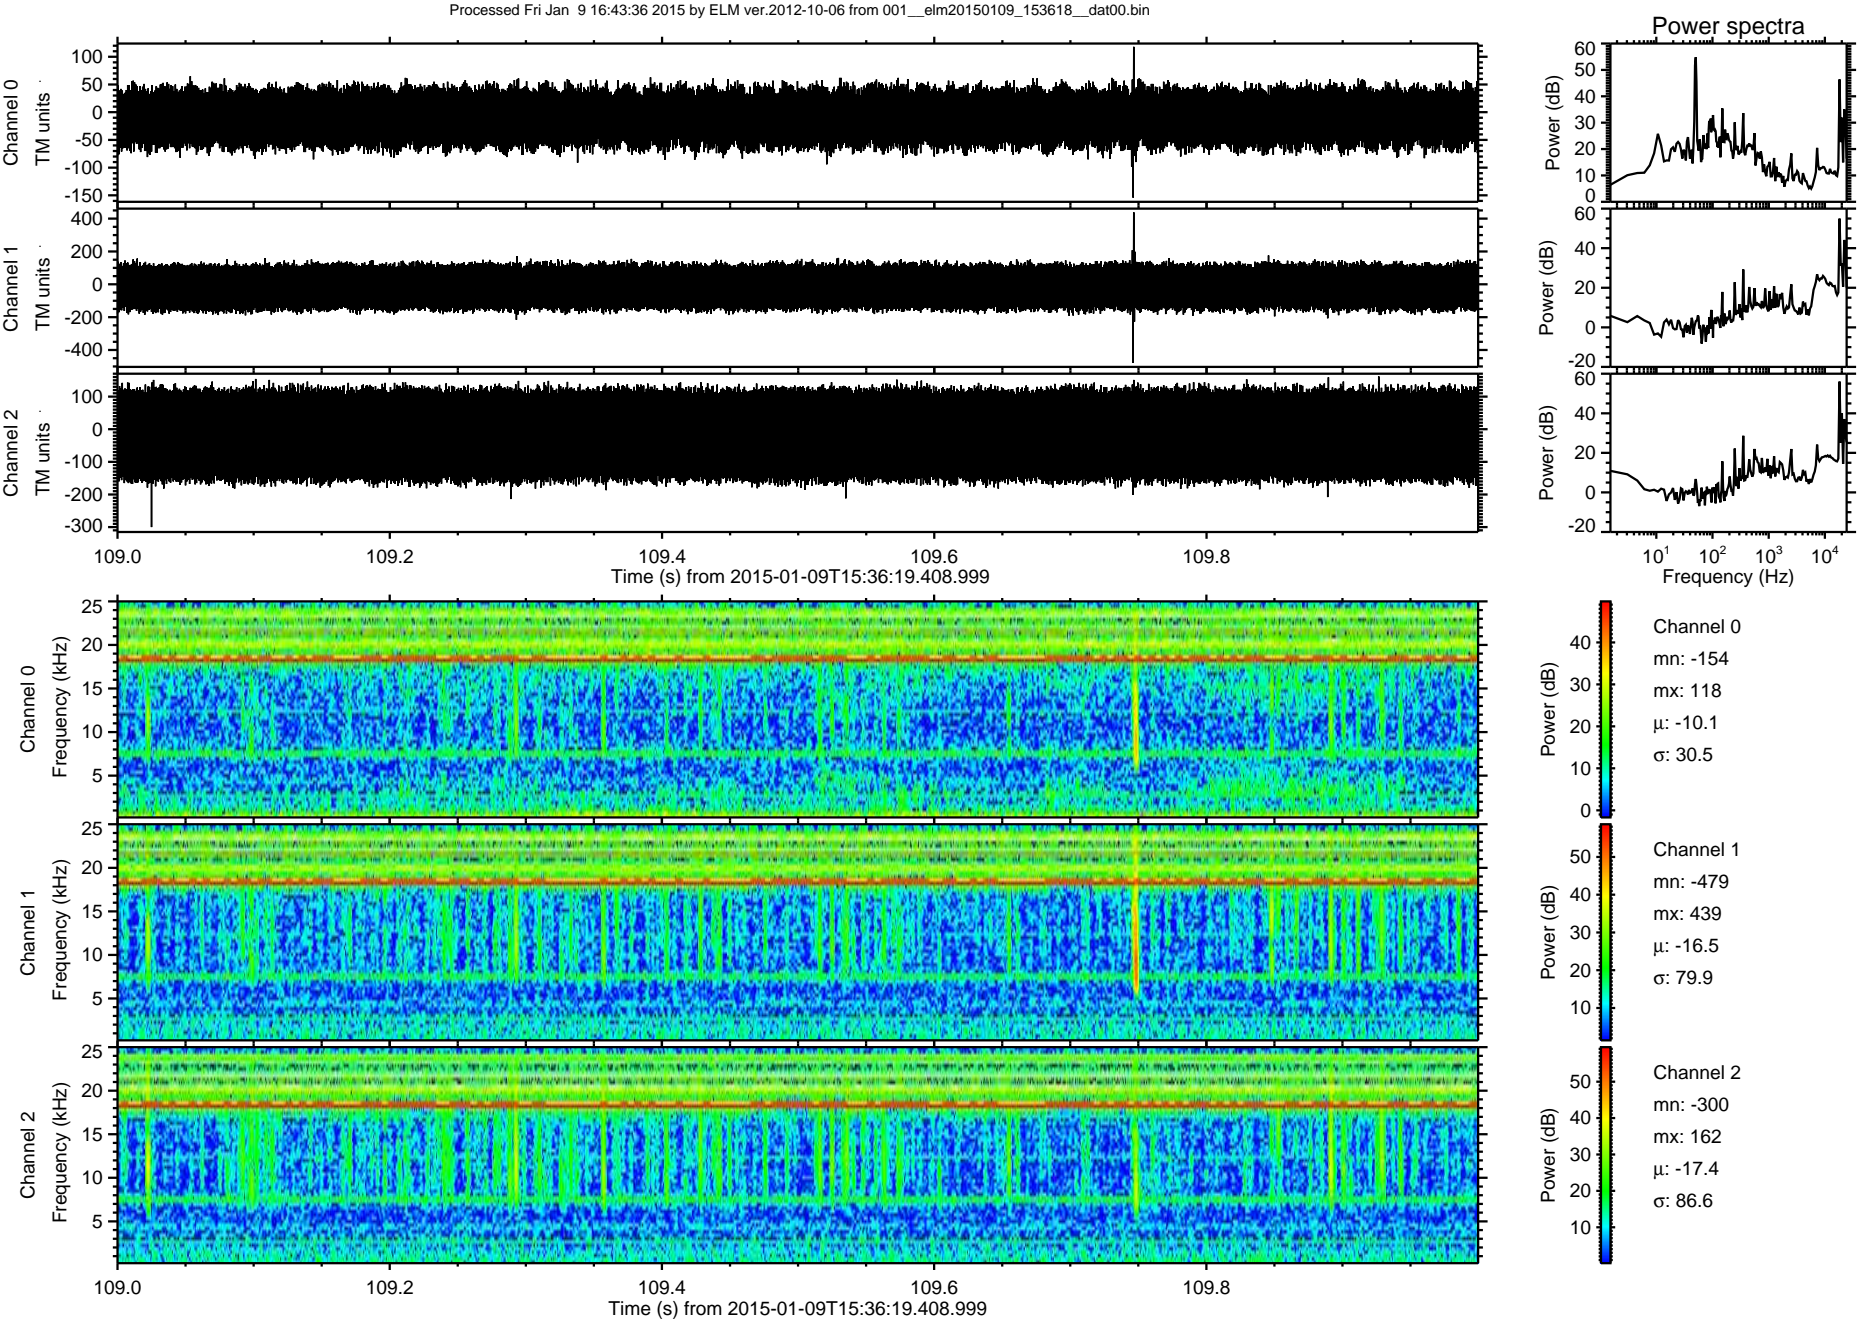 Processed Fri Jan  9 16:43:36 2015 by ELM ver.2012-10-06 from 001__elm20150109_153618__dat00.bin
Power spectra
Channel 0
TM units
100
50
0
-50
-100
-150
Power (dB)
60
50
40
30
20
10
0
Channel 1
TM units
400
200
0
-200
-400
Power (dB)
60
40
20
0
-20
Channel 2
TM units
100
0
-100
-200
-300
Power (dB)
60
40
20
0
-20
109.0
109.2
109.4
109.6
109.8
Time (s) from 2015-01-09T15:36:19.408.999
10¹
10²
10³
10⁴
Frequency (Hz)
Channel 0
Frequency (kHz)
25
20
15
10
5
Power (dB)
40
30
20
10
0
Channel 0
mn: -154
mx: 118
μ: -10.1
σ: 30.5
Channel 1
Frequency (kHz)
25
20
15
10
5
Power (dB)
50
40
30
20
10
Channel 1
mn: -479
mx: 439
μ: -16.5
σ: 79.9
Channel 2
Frequency (kHz)
25
20
15
10
5
Power (dB)
50
40
30
20
10
Channel 2
mn: -300
mx: 162
μ: -17.4
σ: 86.6
109.0
109.2
109.4
109.6
109.8
Time (s) from 2015-01-09T15:36:19.408.999